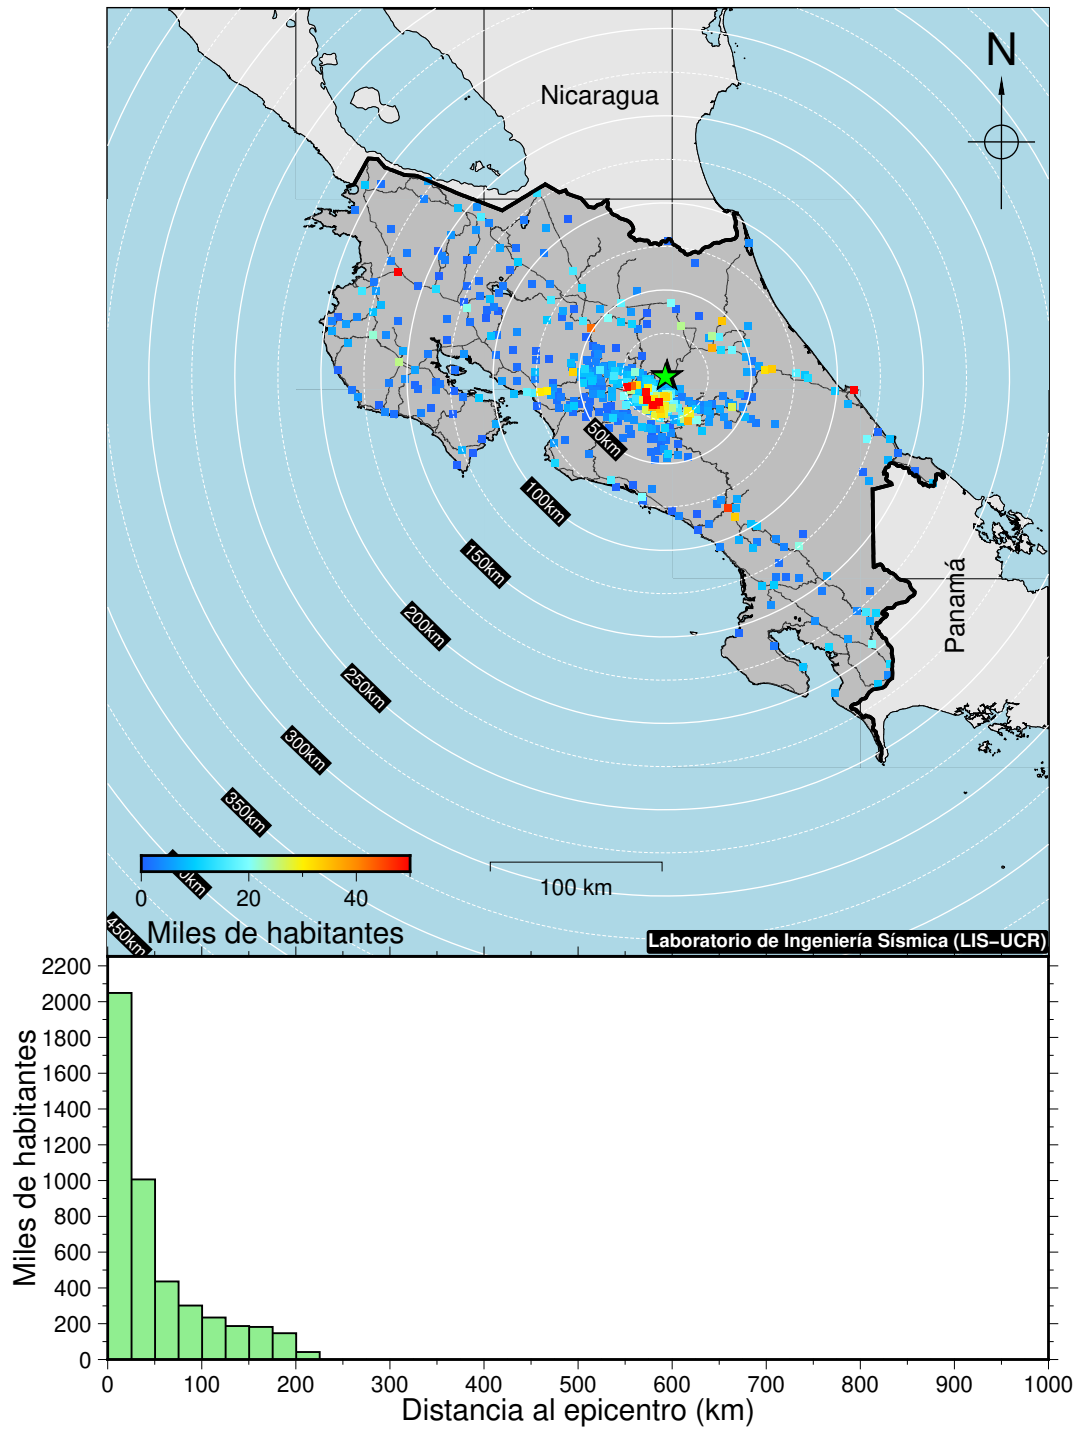 Nicaragua
N
50km
100km
150km
200km
250km
Panamá
300km
350km
450km
0 20 40
Miles de habitantes
100 km
Laboratorio de Ingeniería Sísmica (LIS–UCR)
2200
2000
1800
1600
1400
1200
1000
800
600
400
200
0
Miles de habitantes
0 100 200 300 400 500 600 700 800 900 1000
Distancia al epicentro (km)